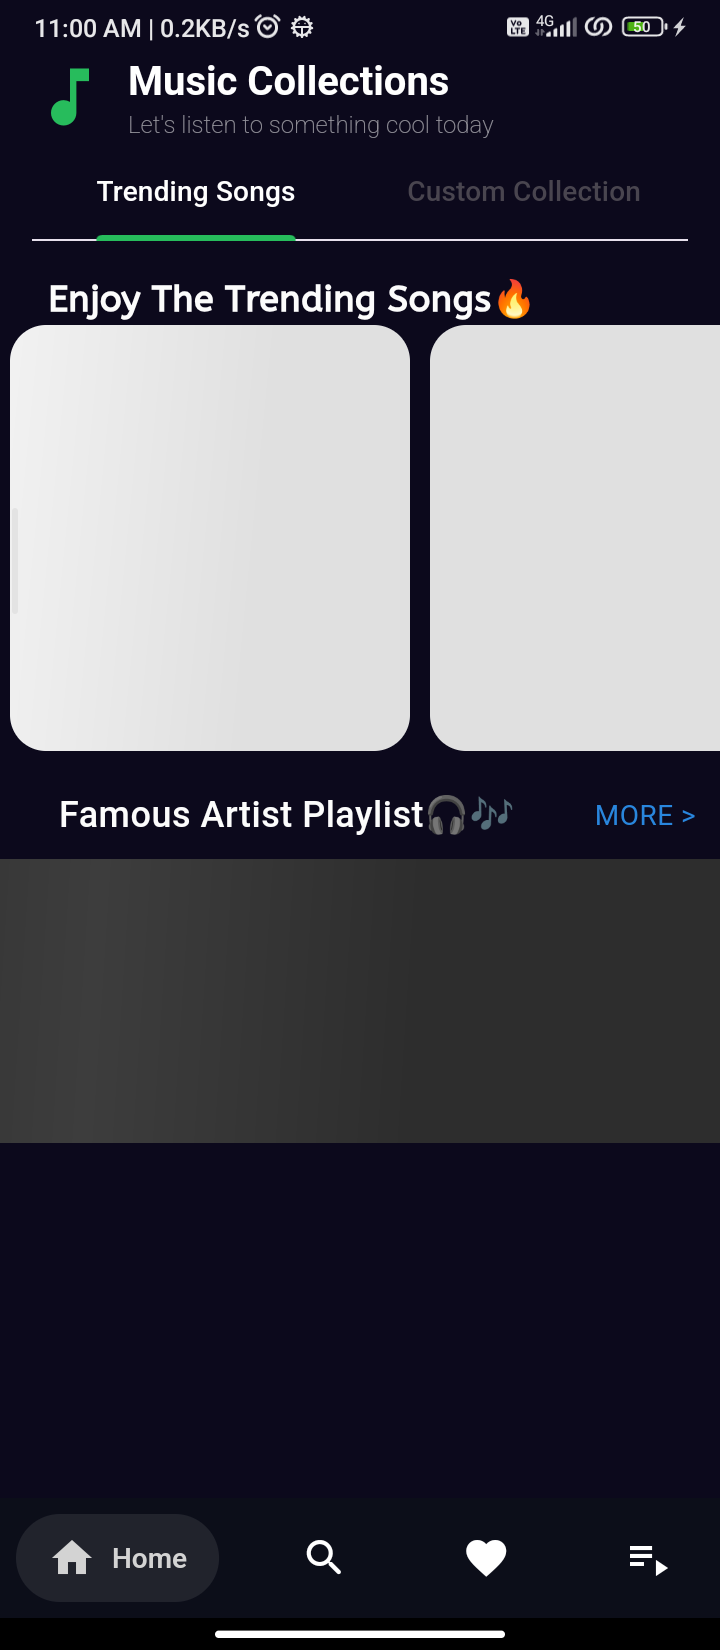 11:00 AM | 0.2KB/s
Vo LTE 4G 50
Music Collections
Let's listen to something cool today
Trending Songs
Custom Collection
Enjoy The Trending Songs🔥
Famous Artist Playlist🎧🎶
MORE >
Home